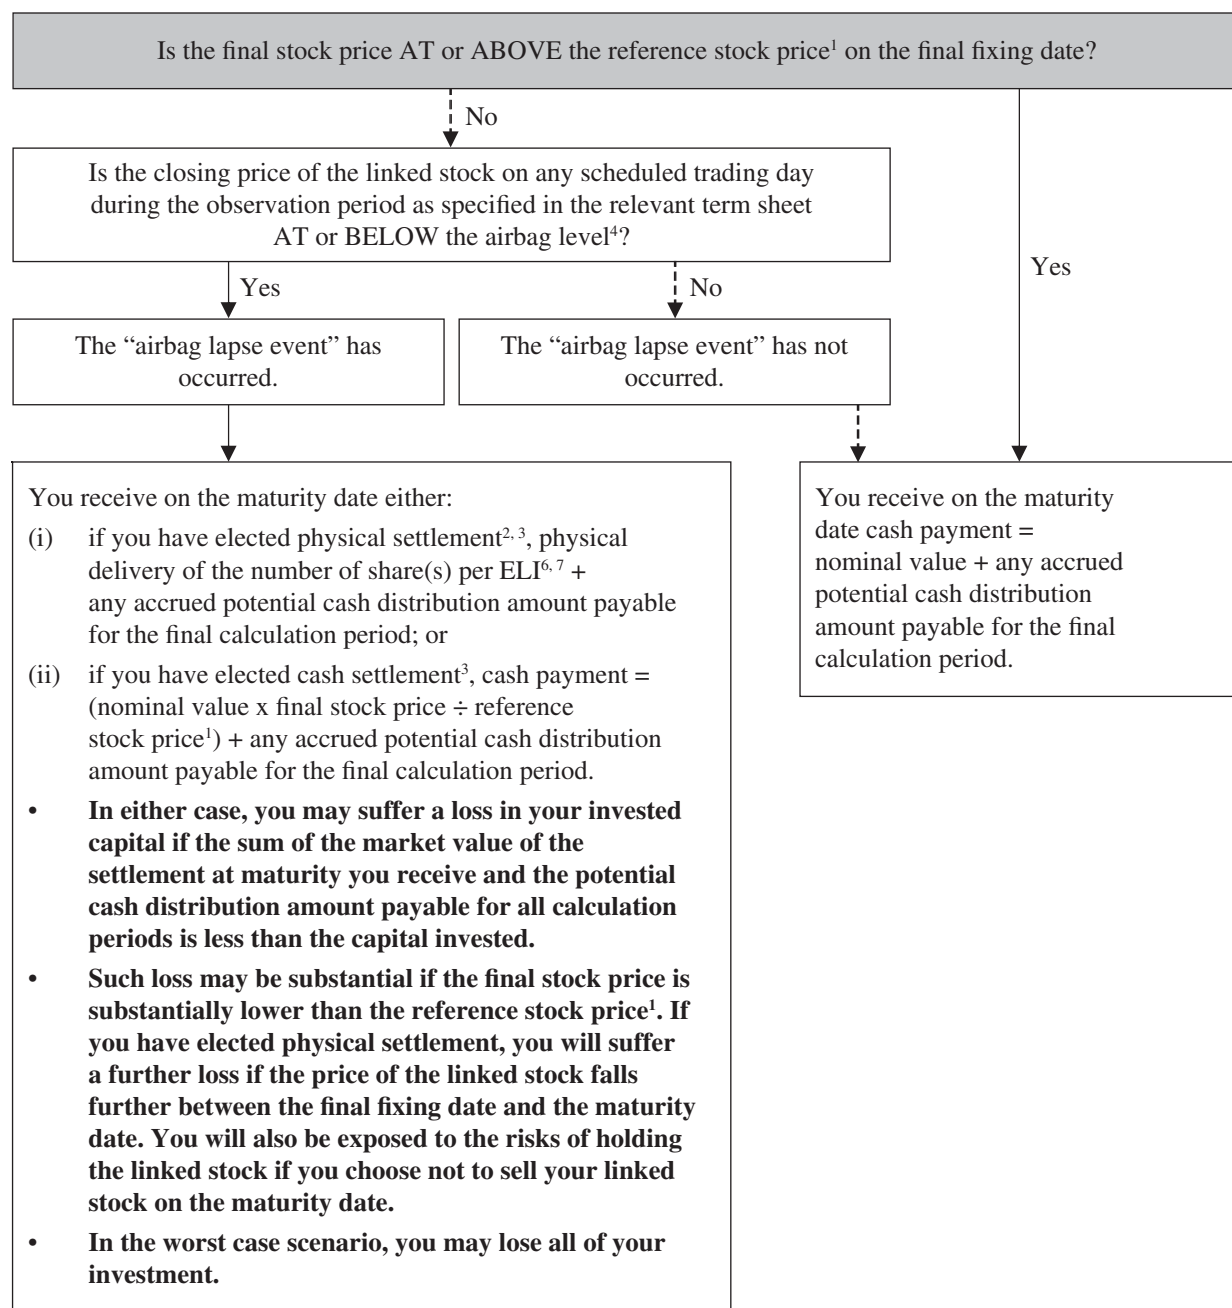 Is the final stock price AT or ABOVE the reference stock price¹ on the final fixing date?
No
Is the closing price of the linked stock on any scheduled trading day
during the observation period as specified in the relevant term sheet
AT or BELOW the airbag level⁴?
Yes
Yes
No
The “airbag lapse event” has
occurred.
The “airbag lapse event” has not
occurred.
You receive on the maturity date either:
(i) if you have elected physical settlement²,³, physical
delivery of the number of share(s) per ELI⁶,⁷ +
any accrued potential cash distribution amount payable
for the final calculation period; or
(ii) if you have elected cash settlement³, cash payment =
(nominal value x final stock price ÷ reference
stock price¹) + any accrued potential cash distribution
amount payable for the final calculation period.
• In either case, you may suffer a loss in your invested
capital if the sum of the market value of the
settlement at maturity you receive and the potential
cash distribution amount payable for all calculation
periods is less than the capital invested.
• Such loss may be substantial if the final stock price is
substantially lower than the reference stock price¹. If
you have elected physical settlement, you will suffer
a further loss if the price of the linked stock falls
further between the final fixing date and the maturity
date. You will also be exposed to the risks of holding
the linked stock if you choose not to sell your linked
stock on the maturity date.
• In the worst case scenario, you may lose all of your
investment.
You receive on the maturity
date cash payment =
nominal value + any accrued
potential cash distribution
amount payable for the final
calculation period.